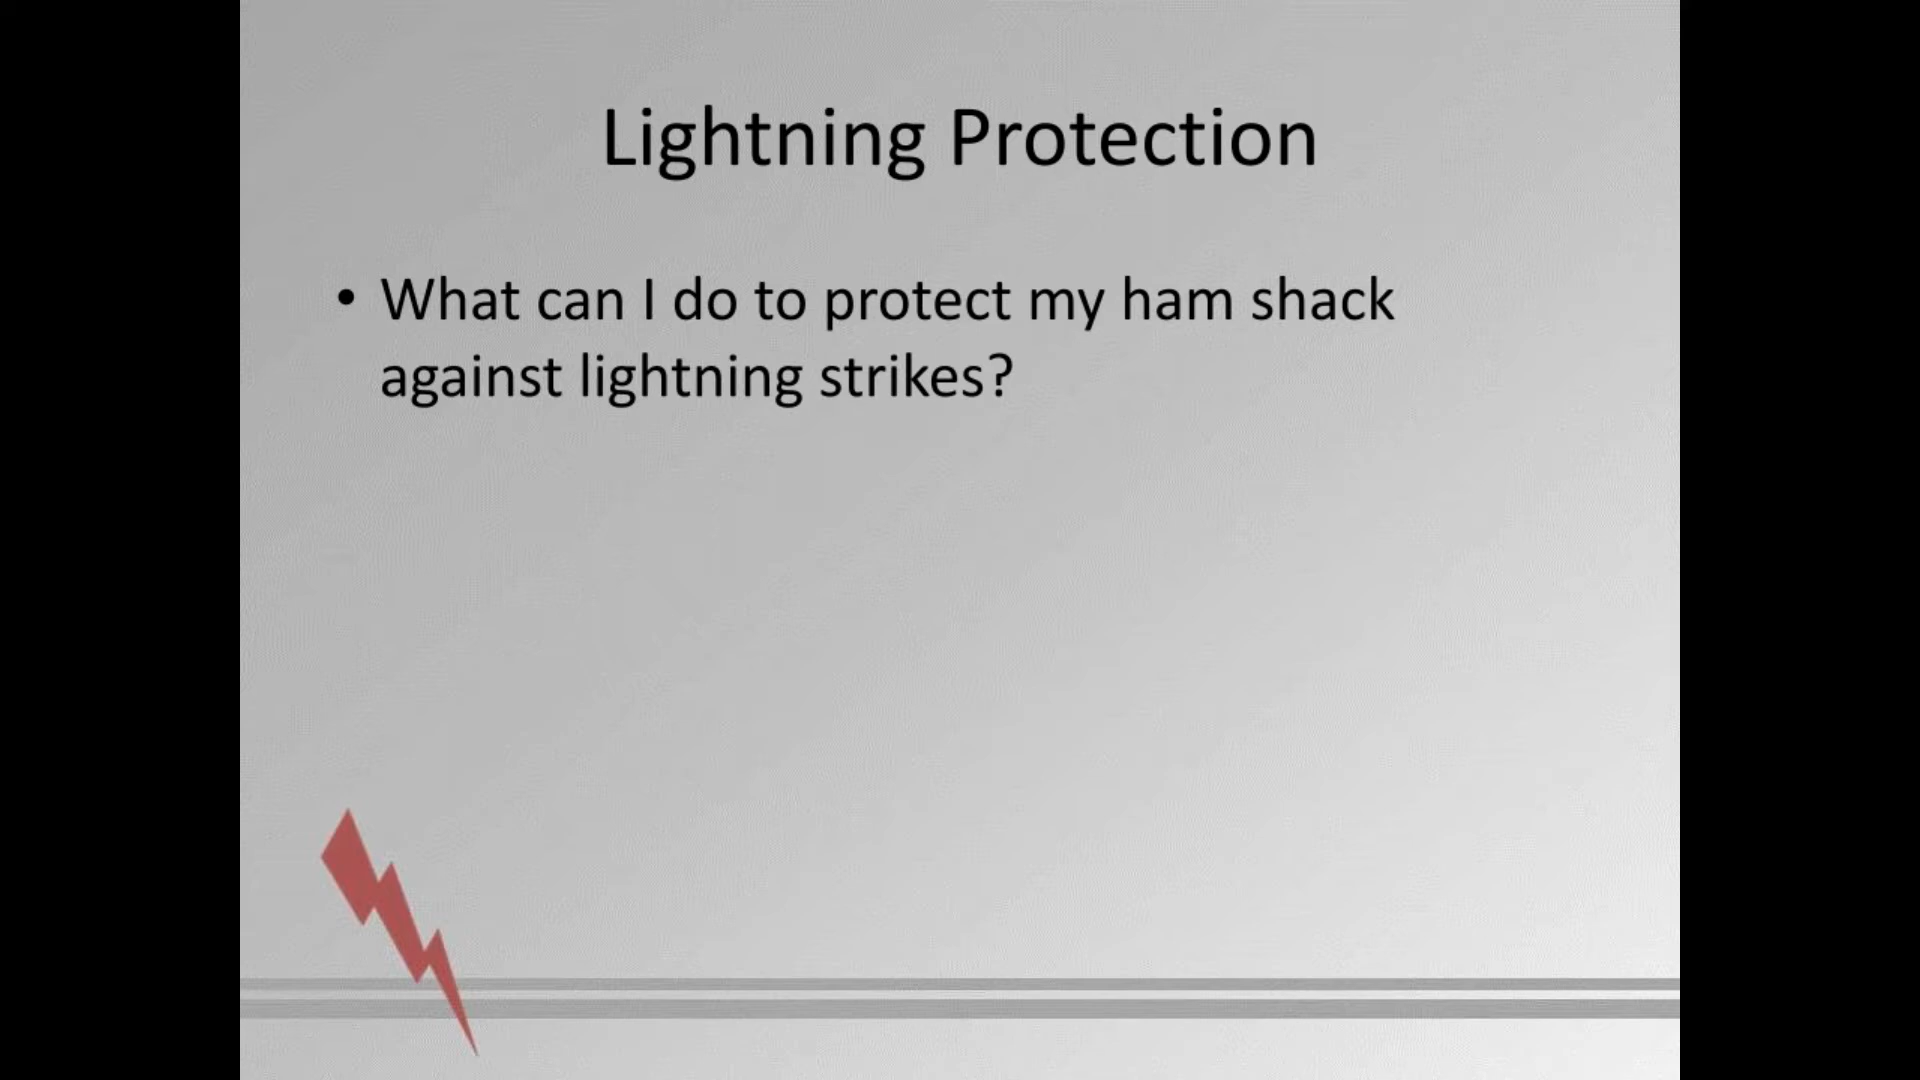 Lightning Protection
• What can I do to protect my ham shack
against lightning strikes?